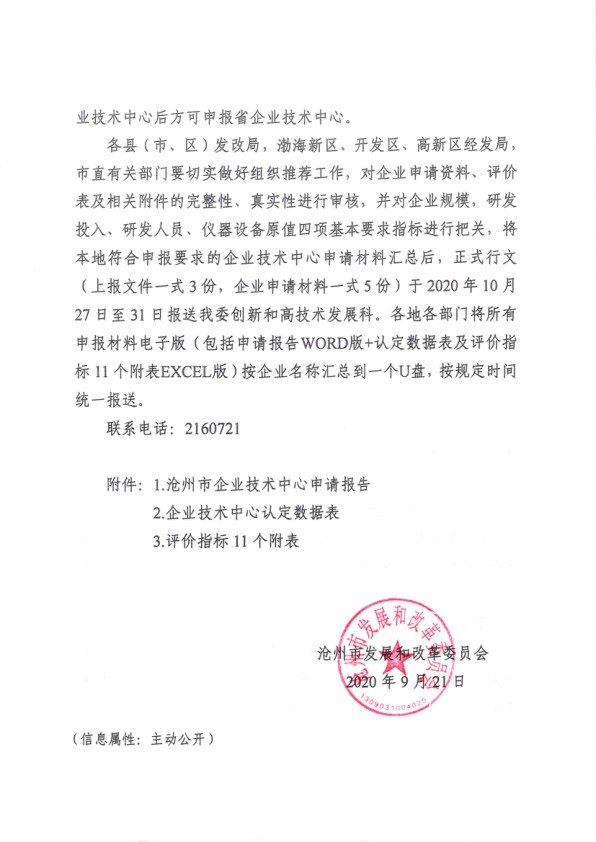 业技术中心后方可申报省企业技术中心。
各县（市、区）发改局，渤海新区、开发区、高新区经发局，
市直有关部门要切实做好组织推荐工作，对企业申请资料、评价
表及相关附件的完整性、真实性进行审核，并对企业规模，研发
投入、研发人员、仪器设备原值四项基本要求指标进行把关，将
本地符合申报要求的企业技术中心申请材料汇总后，正式行文
（上报文件一式3份，企业申请材料一式5份）于2020年10月
27日至31日报送我委创新和高技术发展科。各地各部门将所有
申报材料电子版（包括申请报告WORD版+认定数据表及评价指
标11个附表EXCEL版）按企业名称汇总到一个U盘，按规定时间
统一报送。
联系电话：2160721
附件：1.沧州市企业技术中心申请报告
2.企业技术中心认定数据表
3.评价指标11个附表
沧州市发展和改革委员会
2020年9月21日
沧州市发展和改革委员会
1309031004025
（信息属性：主动公开）